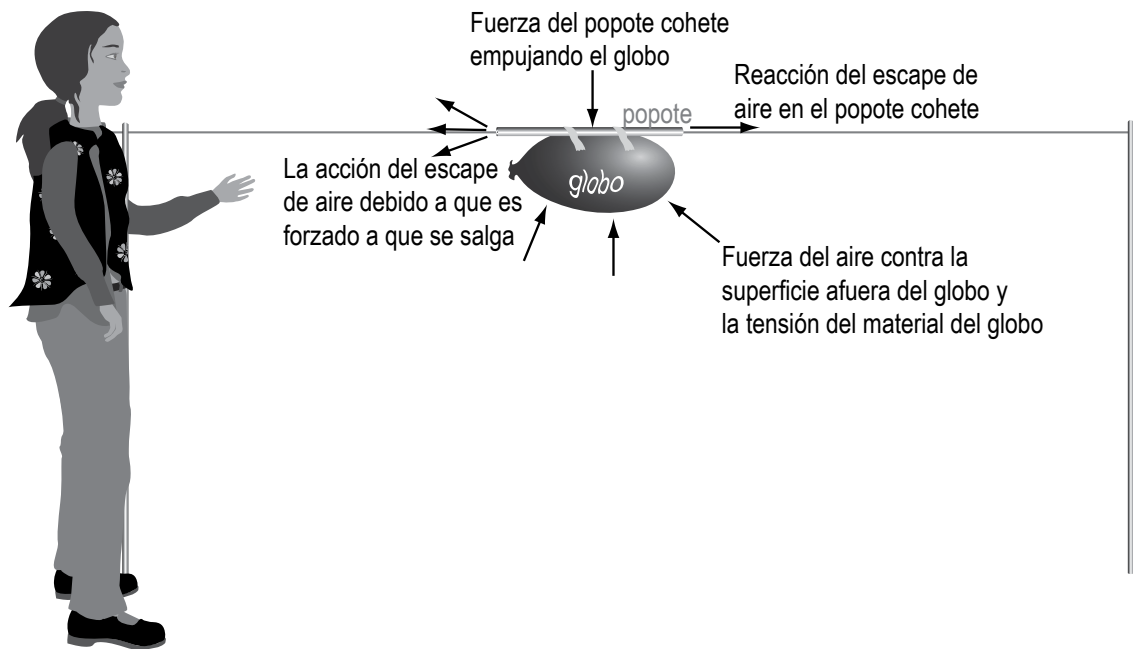 Fuerza del popote cohete
empujando el globo
Reacción del escape de
aire en el popote cohete
popote
La acción del escape
de aire debido a que es
forzado a que se salga
globo
Fuerza del aire contra la
superficie afuera del globo y
la tensión del material del globo